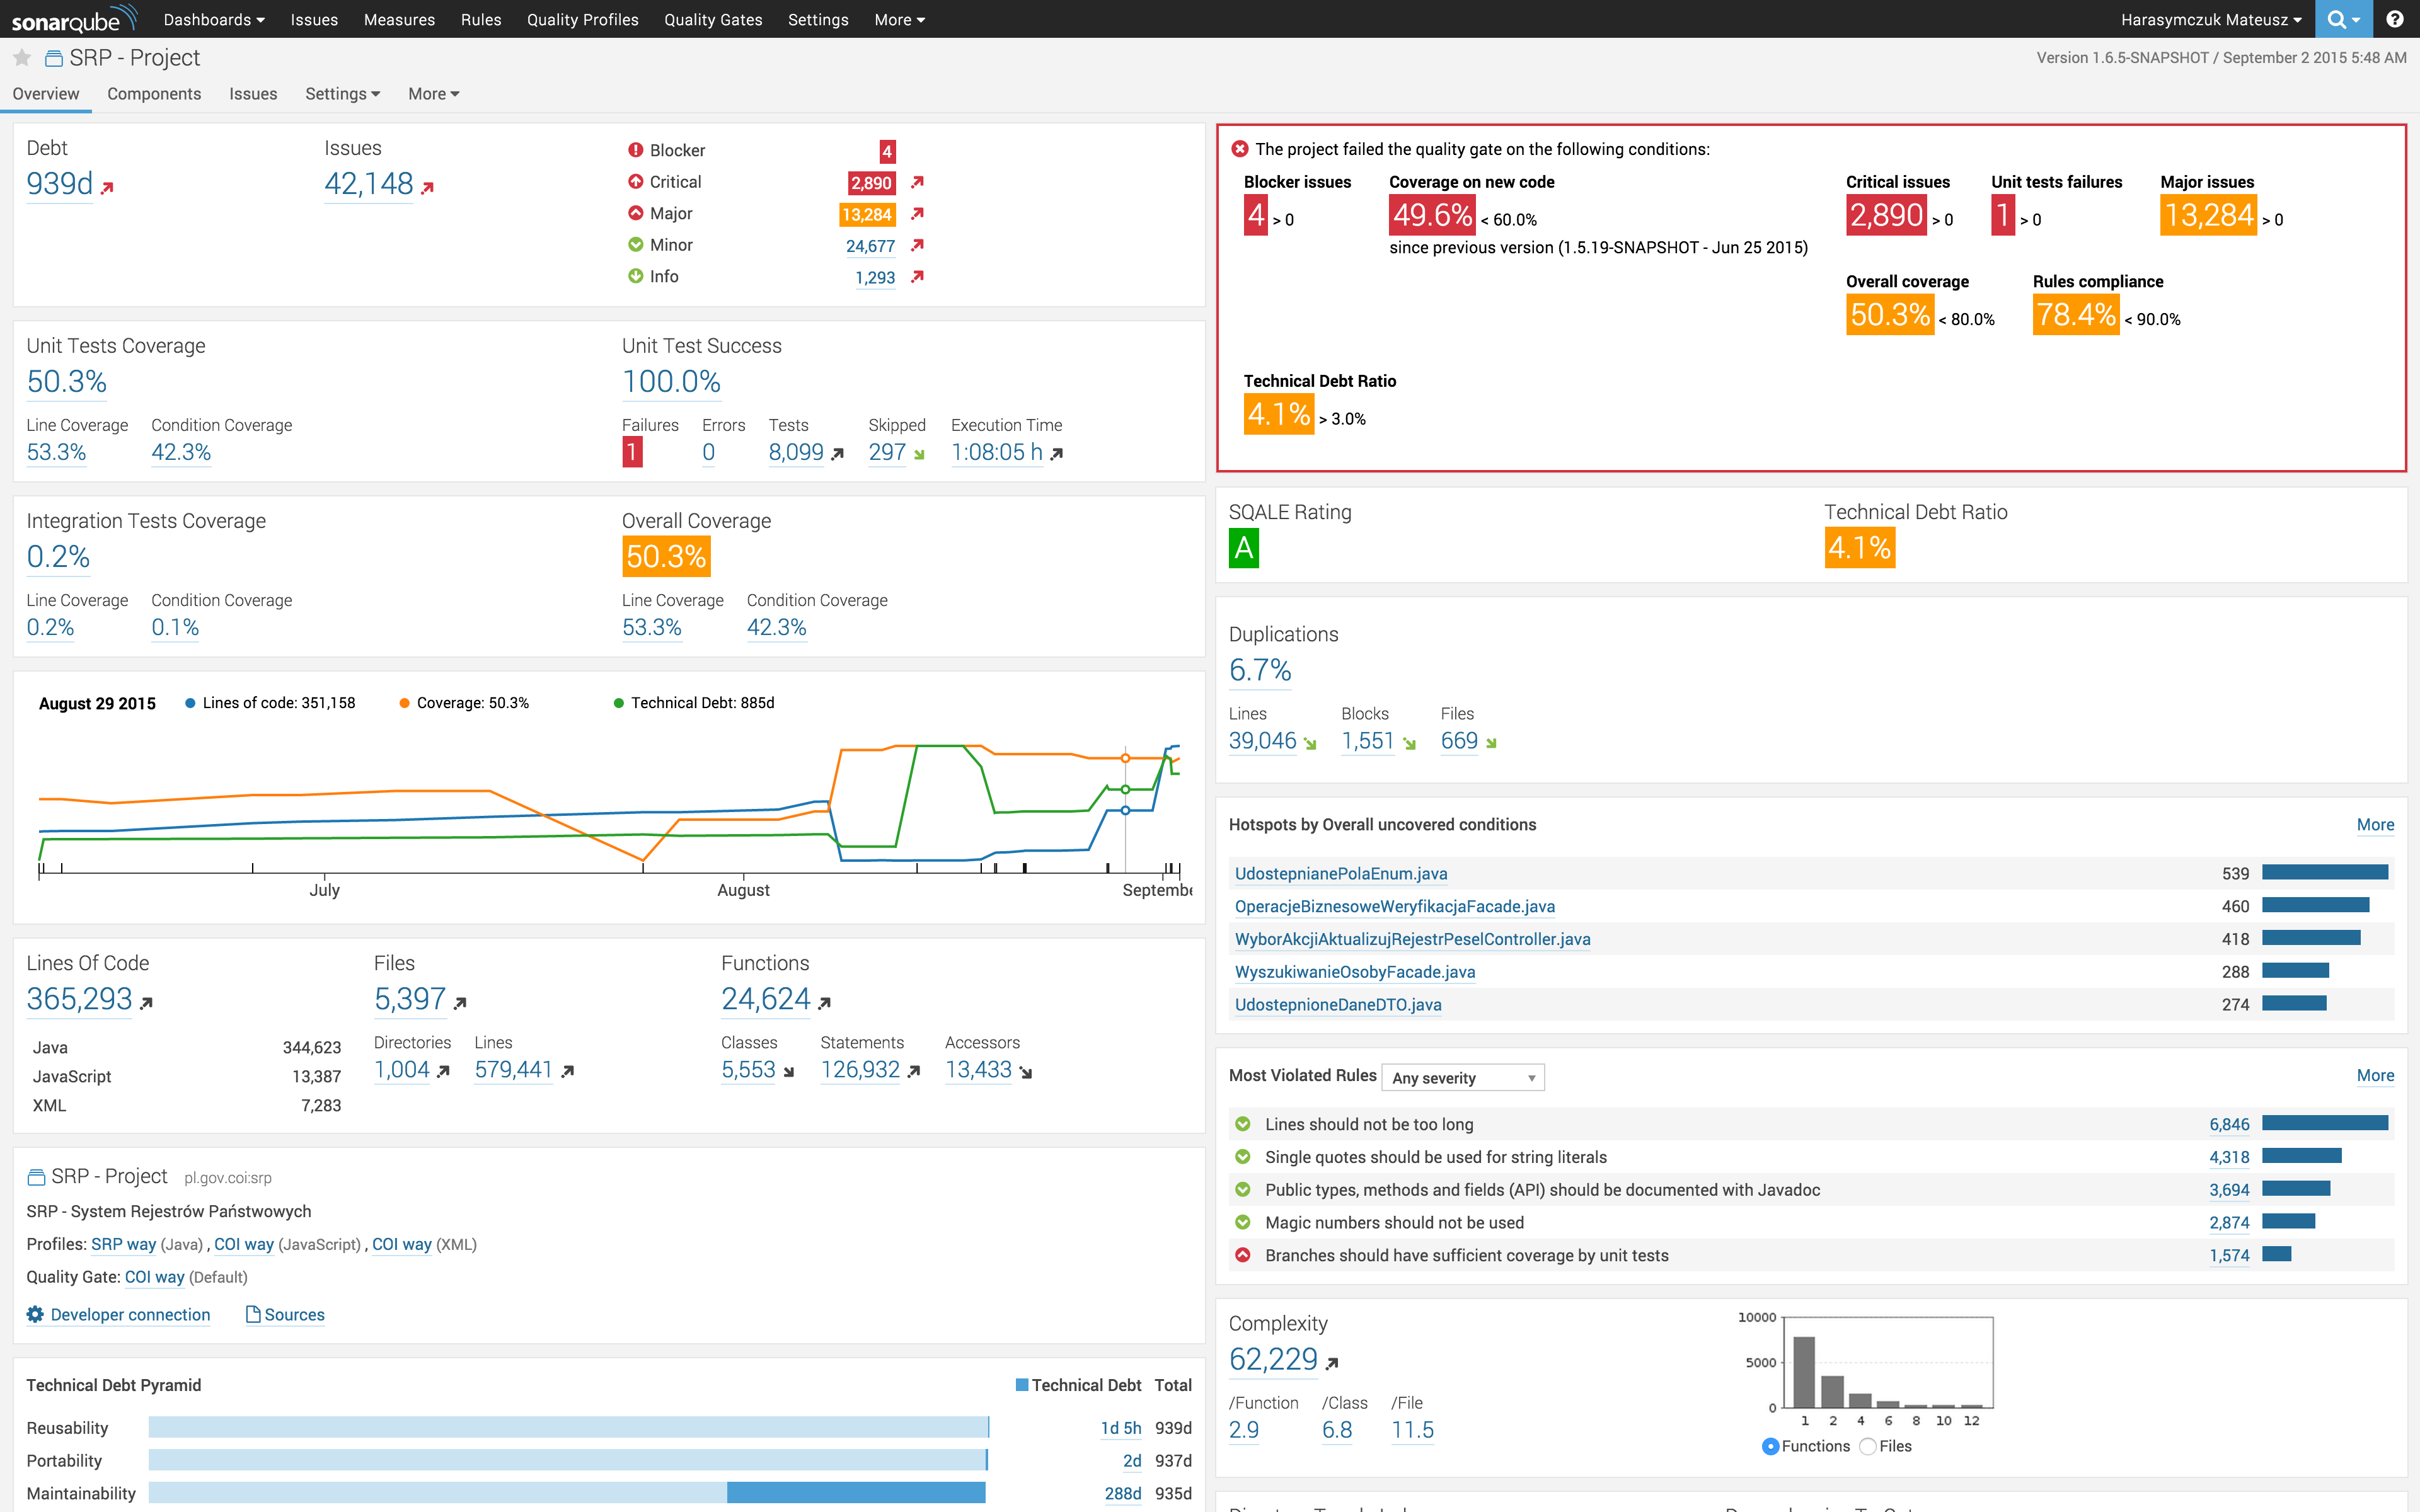 sonarqube Dashboards Issues Measures Rules Quality Profiles Quality Gates Settings More Harasymczuk Mateusz ?
SRP - Project
Version 1.6.5-SNAPSHOT / September 2 2015 5:48 AM
Overview Components Issues Settings More
Debt
939d
Issues
42,148
Blocker 4
Critical 2,890
Major 13,284
Minor 24,677
Info 1,293
Unit Tests Coverage
50.3%
Line Coverage Condition Coverage
53.3% 42.3%
Unit Test Success
100.0%
Failures Errors Tests Skipped Execution Time
1 0 8,099 297 1:08:05 h
Integration Tests Coverage
0.2%
Line Coverage Condition Coverage
0.2% 0.1%
Overall Coverage
50.3%
Line Coverage Condition Coverage
53.3% 42.3%
August 29 2015 Lines of code: 351,158 Coverage: 50.3% Technical Debt: 885d
July August Septembe
Lines Of Code
365,293
Java 344,623
JavaScript 13,387
XML 7,283
Files
5,397
Directories Lines
1,004 579,441
Functions
24,624
Classes Statements Accessors
5,553 126,932 13,433
SRP - Project pl.gov.coi:srp
SRP - System Rejestrów Państwowych
Profiles: SRP way (Java) , COI way (JavaScript) , COI way (XML)
Quality Gate: COI way (Default)
Developer connection Sources
Technical Debt Pyramid Technical Debt Total
Reusability 1d 5h 939d
Portability 2d 937d
Maintainability 288d 935d
The project failed the quality gate on the following conditions:
Blocker issues
4 > 0
Coverage on new code
49.6% < 60.0%
since previous version (1.5.19-SNAPSHOT - Jun 25 2015)
Critical issues
2,890 > 0
Unit tests failures
1 > 0
Major issues
13,284 > 0
Overall coverage
50.3% < 80.0%
Rules compliance
78.4% < 90.0%
Technical Debt Ratio
4.1% > 3.0%
SQALE Rating
A
Technical Debt Ratio
4.1%
Duplications
6.7%
Lines Blocks Files
39,046 1,551 669
Hotspots by Overall uncovered conditions More
UdostepnianePolaEnum.java 539
OperacjeBiznesoweWeryfikacjaFacade.java 460
WyborAkcjiAktualizujRejestrPeselController.java 418
WyszukiwanieOsobyFacade.java 288
UdostepnioneDaneDTO.java 274
Most Violated Rules Any severity More
Lines should not be too long 6,846
Single quotes should be used for string literals 4,318
Public types, methods and fields (API) should be documented with Javadoc 3,694
Magic numbers should not be used 2,874
Branches should have sufficient coverage by unit tests 1,574
Complexity
62,229
/Function /Class /File
2.9 6.8 11.5
10000
5000
0
1 2 4 6 8 10 12
Functions Files